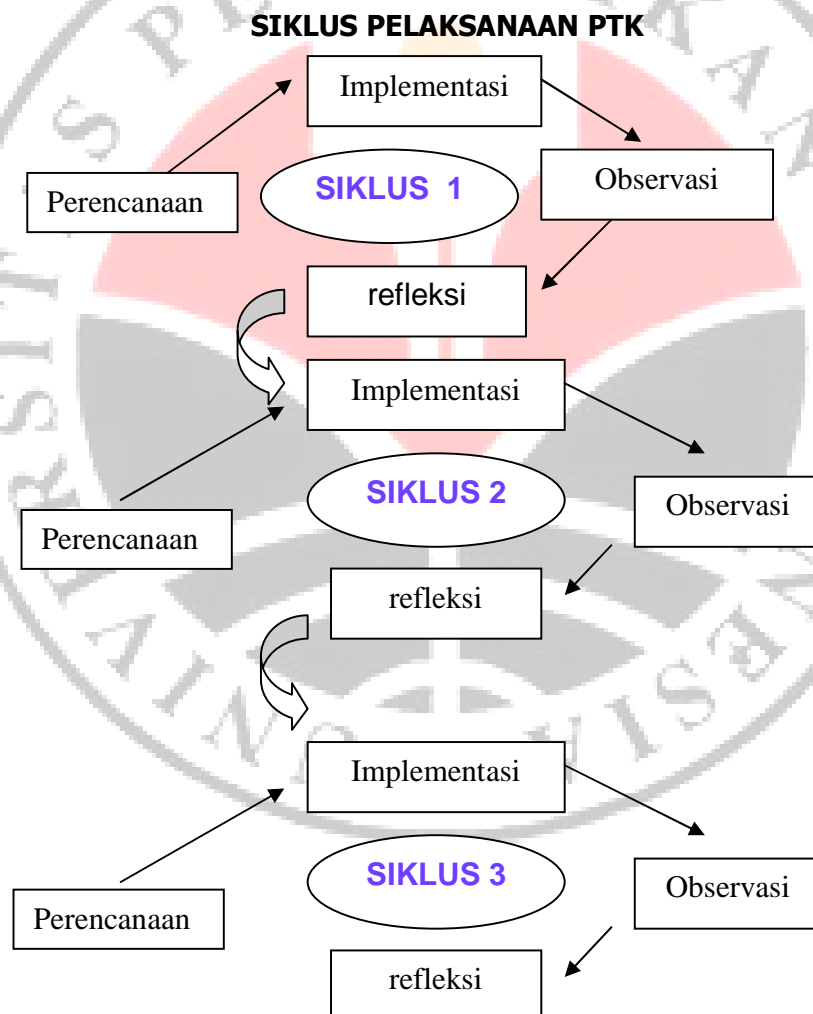 SIKLUS PELAKSANAAN PTK
Implementasi
Perencanaan
SIKLUS 1
Observasi
refleksi
Implementasi
SIKLUS 2
Observasi
Perencanaan
refleksi
Implementasi
SIKLUS 3
Observasi
Perencanaan
refleksi